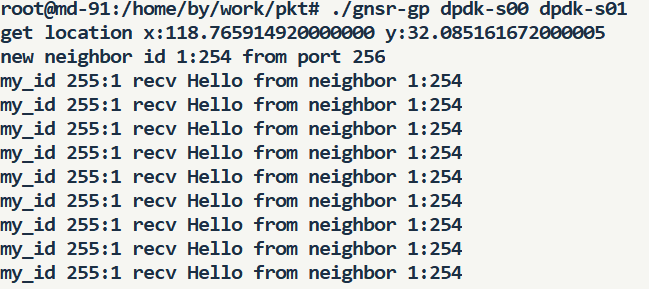 root@md-91:/home/by/work/pkt# ./gnsr-gp dpdk-s00 dpdk-s01
get location x:118.765914920000000 y:32.085161672000005
new neighbor id 1:254 from port 256
my_id 255:1 recv Hello from neighbor 1:254
my_id 255:1 recv Hello from neighbor 1:254
my_id 255:1 recv Hello from neighbor 1:254
my_id 255:1 recv Hello from neighbor 1:254
my_id 255:1 recv Hello from neighbor 1:254
my_id 255:1 recv Hello from neighbor 1:254
my_id 255:1 recv Hello from neighbor 1:254
my_id 255:1 recv Hello from neighbor 1:254
my_id 255:1 recv Hello from neighbor 1:254